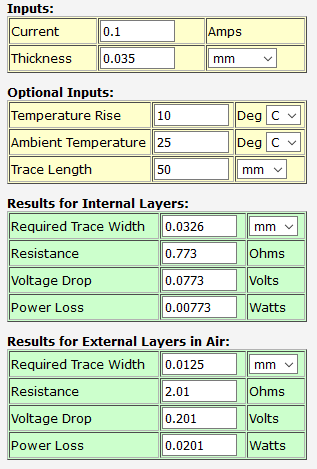 Inputs:
Current 0.1 Amps
Thickness 0.035 mm
Optional Inputs:
Temperature Rise 10 Deg C
Ambient Temperature 25 Deg C
Trace Length 50 mm
Results for Internal Layers:
Required Trace Width 0.0326 mm
Resistance 0.773 Ohms
Voltage Drop 0.0773 Volts
Power Loss 0.00773 Watts
Results for External Layers in Air:
Required Trace Width 0.0125 mm
Resistance 2.01 Ohms
Voltage Drop 0.201 Volts
Power Loss 0.0201 Watts